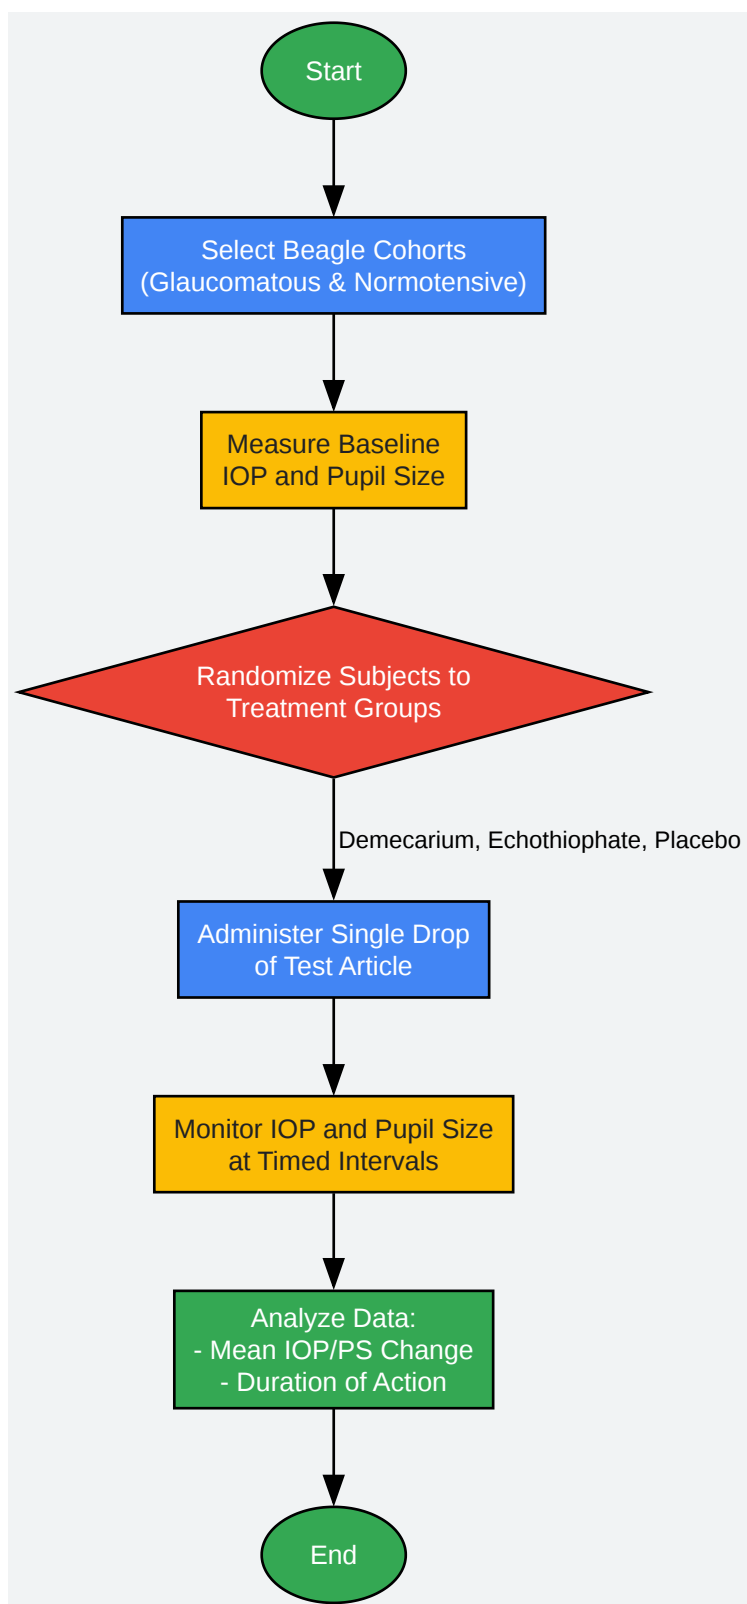 Start
Select Beagle Cohorts
(Glaucomatous & Normotensive)
Measure Baseline
IOP and Pupil Size
Randomize Subjects to
Treatment Groups
Demecarium, Echothiophate, Placebo
Administer Single Drop
of Test Article
Monitor IOP and Pupil Size
at Timed Intervals
Analyze Data:
- Mean IOP/PS Change
- Duration of Action
End